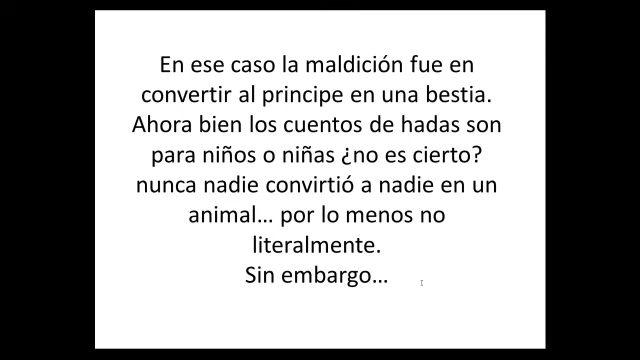 En ese caso la maldición fue en
convertir al principe en una bestia.
Ahora bien los cuentos de hadas son
para niños o niñas ¿no es cierto?
nunca nadie convirtió a nadie en un
animal… por lo menos no
literalmente.
Sin embargo…